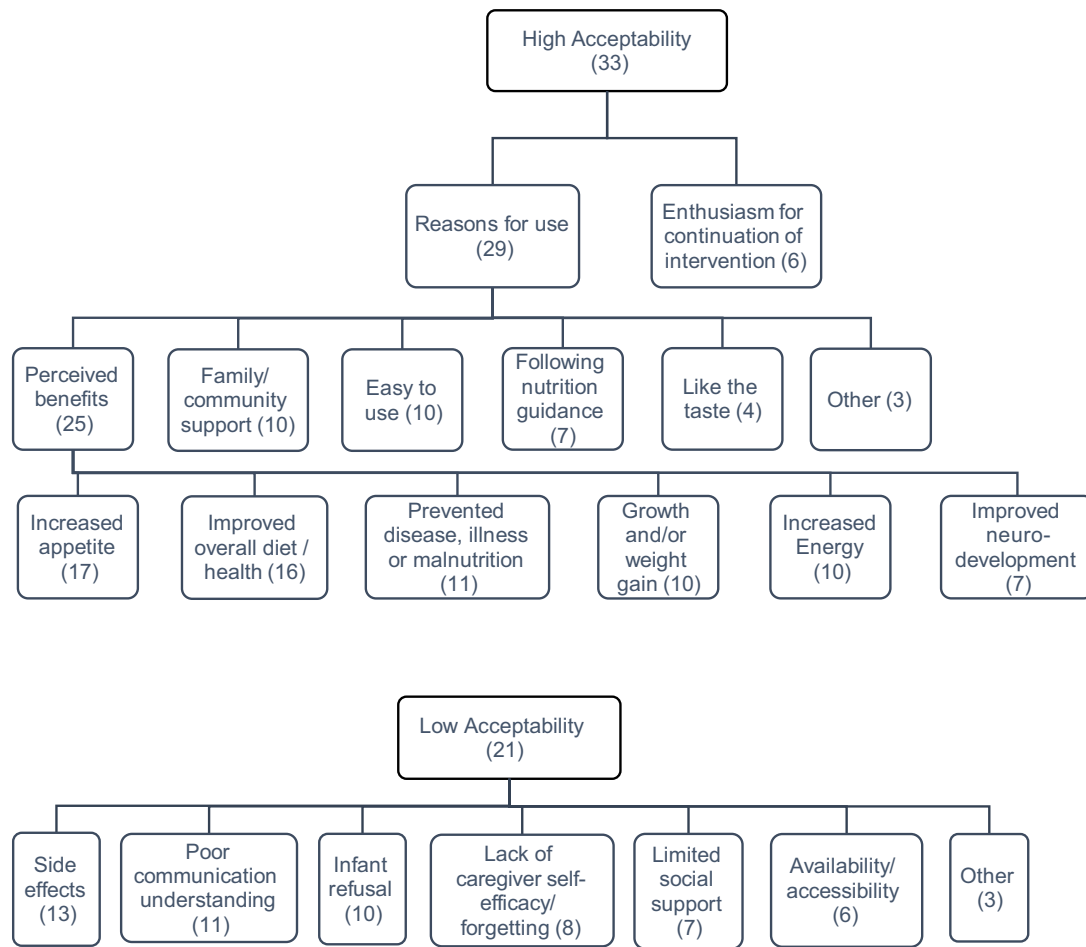 High Acceptability
(33)
Reasons for use
(29)
Enthusiasm for
continuation of
intervention (6)
Perceived
benefits
(25)
Family/
community
support (10)
Easy to
use (10)
Following
nutrition
guidance
(7)
Like the
taste (4)
Other (3)
Increased
appetite
(17)
Improved
overall diet /
health (16)
Prevented
disease, illness
or malnutrition
(11)
Growth
and/or
weight
gain (10)
Increased
Energy
(10)
Improved
neuro-
development
(7)
Low Acceptability
(21)
Side
effects
(13)
Poor
communication
understanding
(11)
Infant
refusal
(10)
Lack of
caregiver self-
efficacy/
forgetting (8)
Limited
social
support
(7)
Availability/
accessibility
(6)
Other
(3)